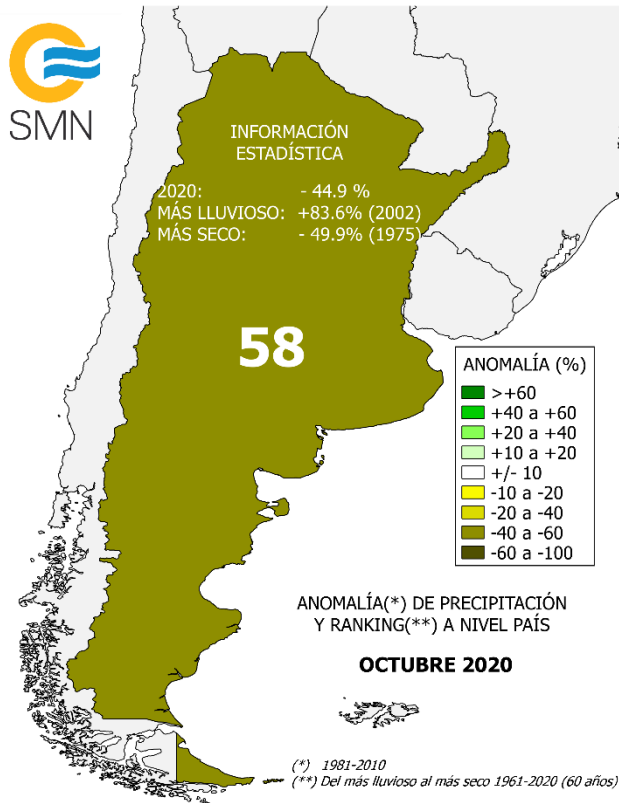 SMN
INFORMACIÓN
ESTADÍSTICA
2020: - 44.9 %
MÁS LLUVIOSO: +83.6% (2002)
MÁS SECO: - 49.9% (1975)
58
ANOMALÍA (%)
>+60
+40 a +60
+20 a +40
+10 a +20
+/- 10
-10 a -20
-20 a -40
-40 a -60
-60 a -100
ANOMALÍA(*) DE PRECIPITACIÓN
Y RANKING(**) A NIVEL PAÍS
OCTUBRE 2020
(*) 1981-2010
(**) Del más lluvioso al más seco 1961-2020 (60 años)